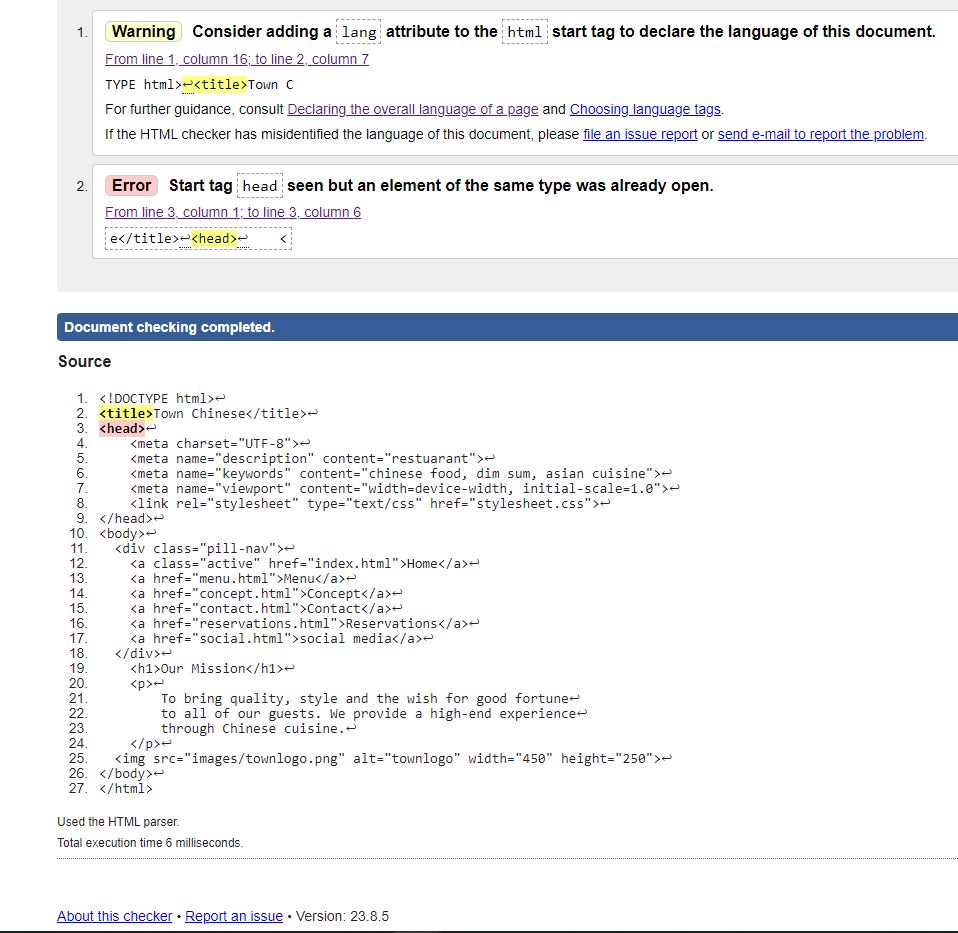 1. Warning Consider adding a lang attribute to the html start tag to declare the language of this document.
From line 1, column 16; to line 2, column 7
TYPE html>↩<title>Town C
For further guidance, consult Declaring the overall language of a page and Choosing language tags.
If the HTML checker has misidentified the language of this document, please file an issue report or send e-mail to report the problem.
2. Error Start tag head seen but an element of the same type was already open.
From line 3, column 1; to line 3, column 6
e</title>↩<head>↩    <
Document checking completed.
Source
1. <!DOCTYPE html>↩
2. <title>Town Chinese</title>↩
3. <head>↩
4.     <meta charset="UTF-8">↩
5.     <meta name="description" content="restuarant">↩
6.     <meta name="keywords" content="chinese food, dim sum, asian cuisine">↩
7.     <meta name="viewport" content="width=device-width, initial-scale=1.0">↩
8.     <link rel="stylesheet" type="text/css" href="stylesheet.css">↩
9. </head>↩
10. <body>↩
11.   <div class="pill-nav">↩
12.     <a class="active" href="index.html">Home</a>↩
13.     <a href="menu.html">Menu</a>↩
14.     <a href="concept.html">Concept</a>↩
15.     <a href="contact.html">Contact</a>↩
16.     <a href="reservations.html">Reservations</a>↩
17.     <a href="social.html">social media</a>↩
18.   </div>↩
19.     <h1>Our Mission</h1>↩
20.     <p>↩
21.         To bring quality, style and the wish for good fortune↩
22.         to all of our guests. We provide a high-end experience↩
23.         through Chinese cuisine.↩
24.     </p>↩
25.   <img src="images/townlogo.png" alt="townlogo" width="450" height="250">↩
26. </body>↩
27. </html>
Used the HTML parser.
Total execution time 6 milliseconds.
About this checker • Report an issue • Version: 23.8.5